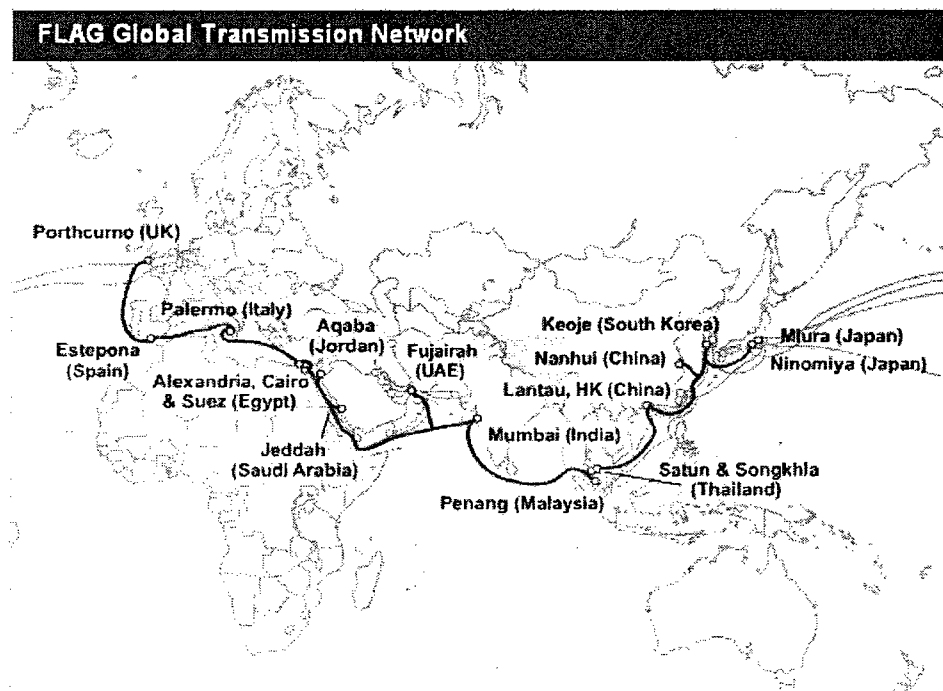 FLAG Global Transmission Network
Porthcurno (UK)
Palermo (Italy)
Estepona
(Spain)
Alexandria, Cairo
& Suez (Egypt)
Aqaba
(Jordan)
Fujairah
(UAE)
Jeddah
(Saudi Arabia)
Keoje (South Korea)
Nanhui (China)
Lantau, HK (China)
Miura (Japan)
Ninomiya (Japan)
Mumbai (India)
Satun & Songkhla
(Thailand)
Penang (Malaysia)